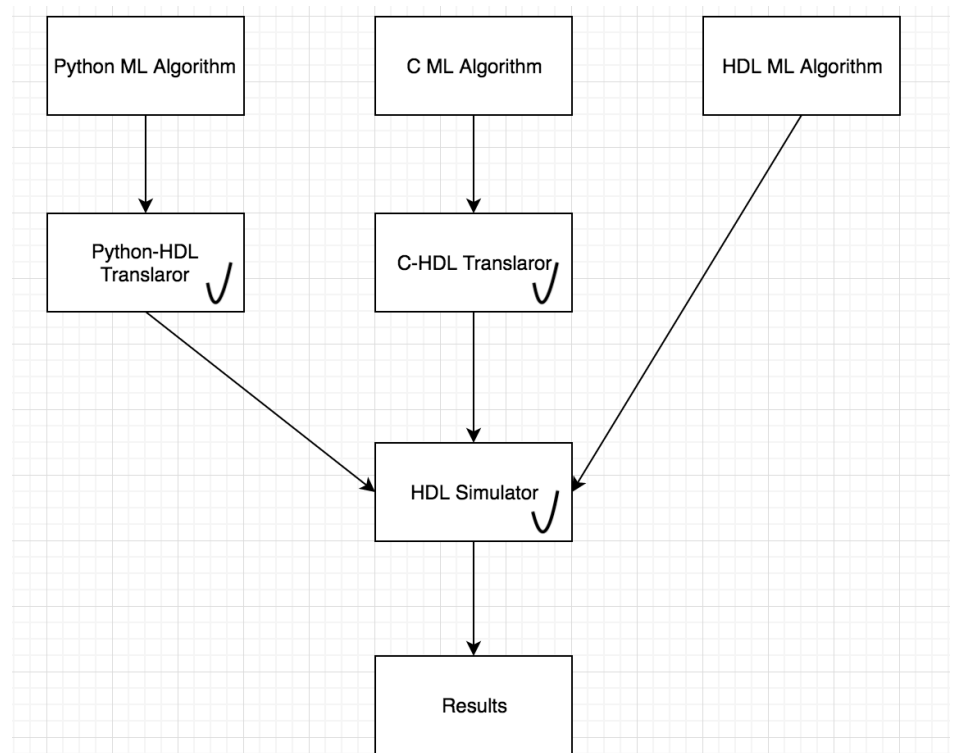 Python ML Algorithm
C ML Algorithm
HDL ML Algorithm
Python-HDL
Translaror
C-HDL Translaror
HDL Simulator
Results